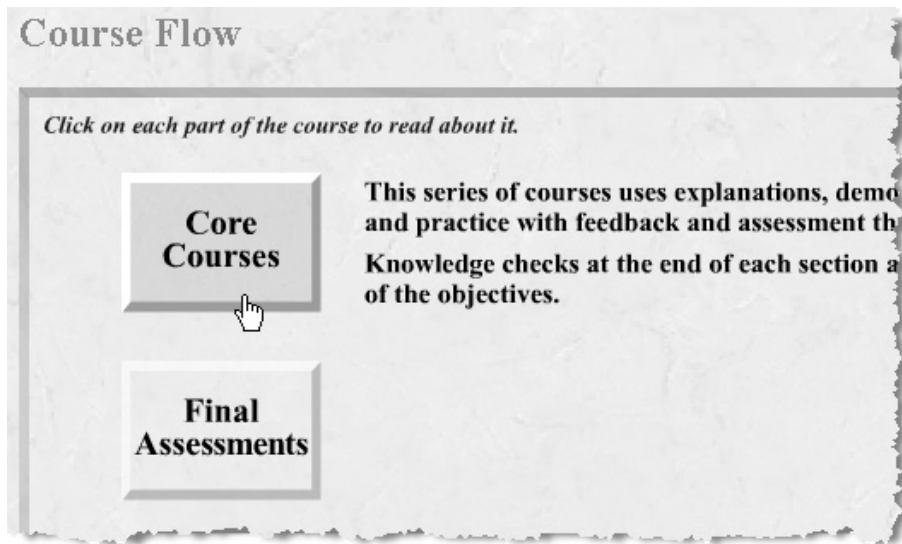 Course Flow
Click on each part of the course to read about it.
Core
Courses
This series of courses uses explanations, demo
and practice with feedback and assessment th
Knowledge checks at the end of each section a
of the objectives.
Final
Assessments